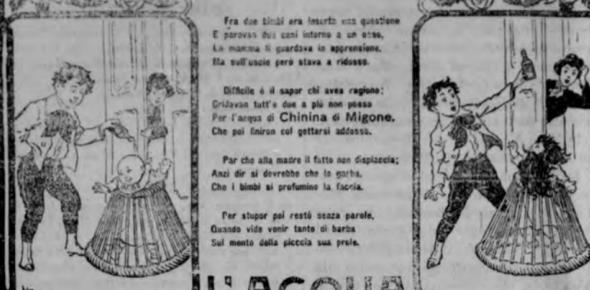 Fra due bimbi era inserta una questione
E parevan due cani intorno a un osso,
La mamma li guardava in apprensione,
Ma sull'uscio però stava a ridosso.
Difficile è il saper chi avea ragione;
Gridavan tutt'e due a più non posso
Per l'acqua di Chinina di Migone,
Che poi finiron col gettarsi addosso.
Par che alla madre il fatto non dispiaccia;
Anzi dir si dovrebbe che le garba,
Che i bimbi si profumino la faccia.
Per stupor poi restò senza parole,
Quando vide venir tanto di barba
Sul mento della piccola sua prole.
L'ACQUA